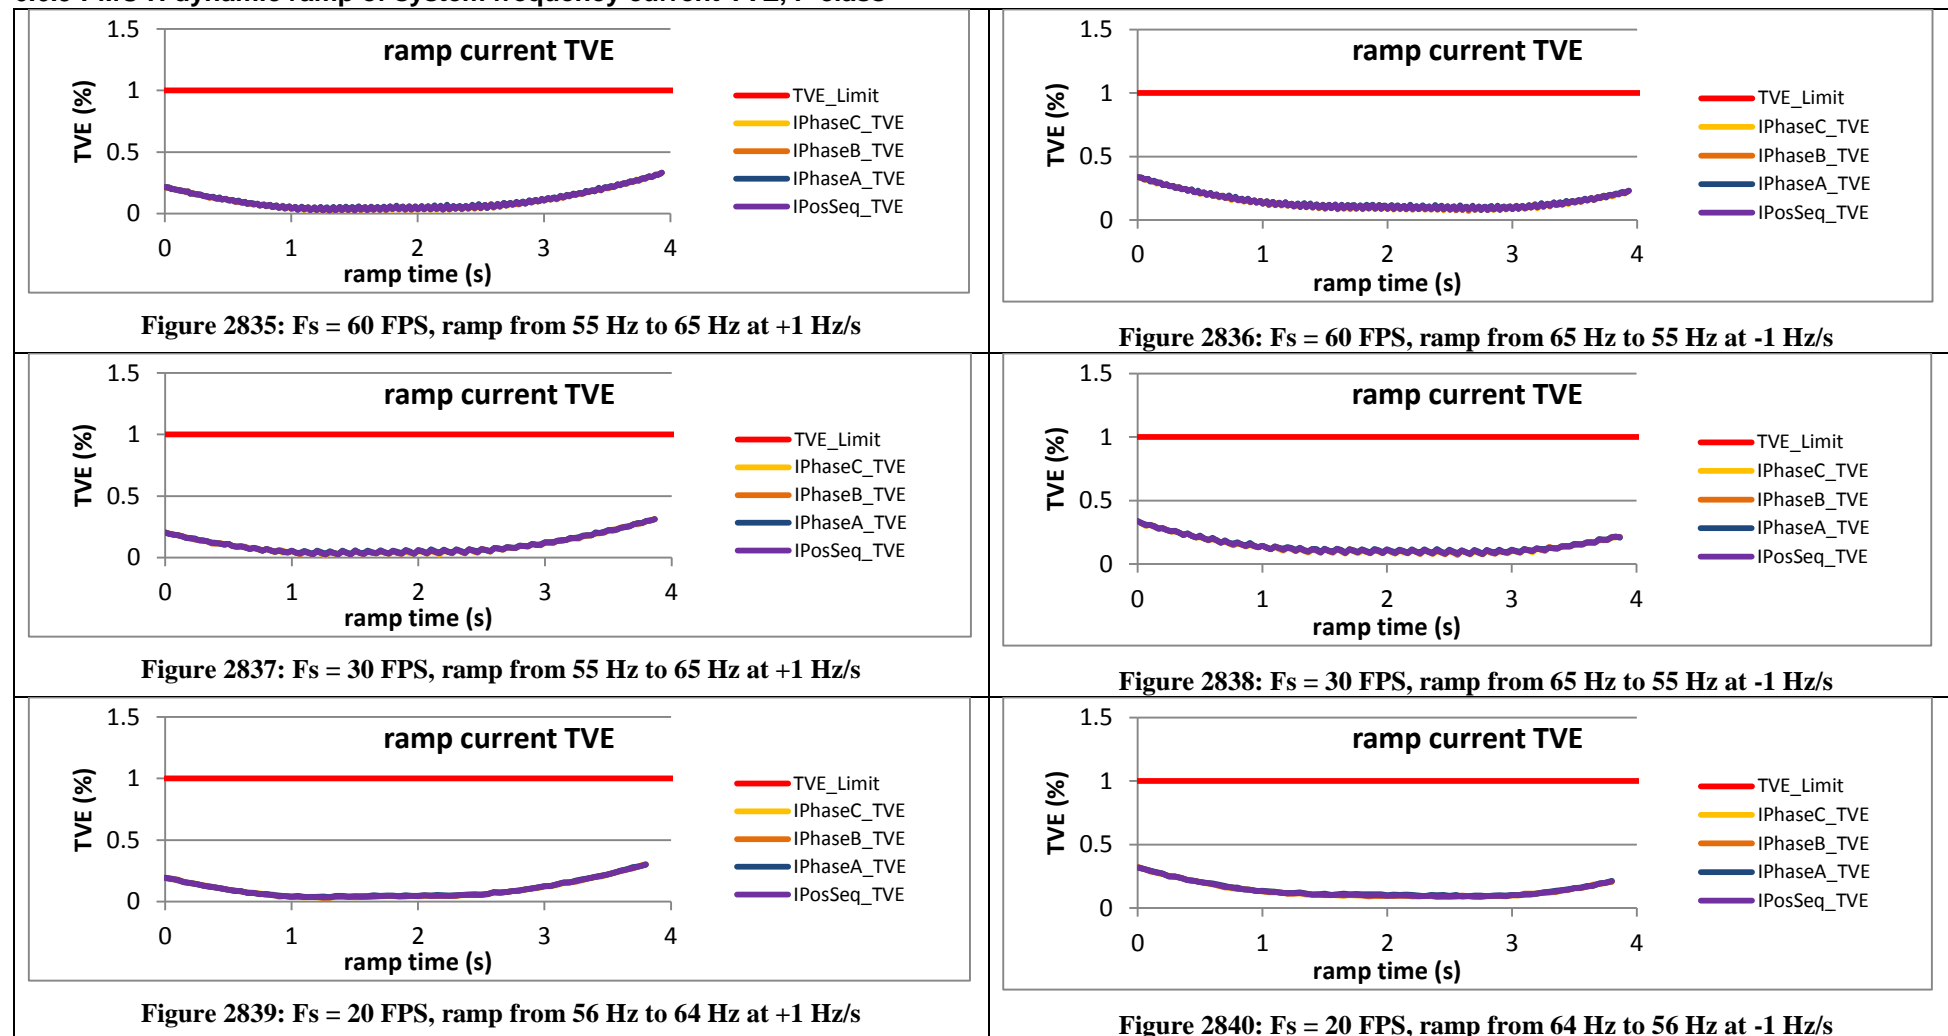 1.5
ramp current TVE
1
TVE (%)
0.5
0
0 1 2 3 4
ramp time (s)
TVE_Limit
IPhaseC_TVE
IPhaseB_TVE
IPhaseA_TVE
IPosSeq_TVE
Figure 2835: Fs = 60 FPS, ramp from 55 Hz to 65 Hz at +1 Hz/s
1.5
ramp current TVE
1
TVE (%)
0.5
0
0 1 2 3 4
ramp time (s)
TVE_Limit
IPhaseC_TVE
IPhaseB_TVE
IPhaseA_TVE
IPosSeq_TVE
Figure 2836: Fs = 60 FPS, ramp from 65 Hz to 55 Hz at -1 Hz/s
1.5
ramp current TVE
1
TVE (%)
0.5
0
0 1 2 3 4
ramp time (s)
TVE_Limit
IPhaseC_TVE
IPhaseB_TVE
IPhaseA_TVE
IPosSeq_TVE
Figure 2837: Fs = 30 FPS, ramp from 55 Hz to 65 Hz at +1 Hz/s
1.5
ramp current TVE
1
TVE (%)
0.5
0
0 1 2 3 4
ramp time (s)
TVE_Limit
IPhaseC_TVE
IPhaseB_TVE
IPhaseA_TVE
IPosSeq_TVE
Figure 2838: Fs = 30 FPS, ramp from 65 Hz to 55 Hz at -1 Hz/s
1.5
ramp current TVE
1
TVE (%)
0.5
0
0 1 2 3 4
ramp time (s)
TVE_Limit
IPhaseC_TVE
IPhaseB_TVE
IPhaseA_TVE
IPosSeq_TVE
Figure 2839: Fs = 20 FPS, ramp from 56 Hz to 64 Hz at +1 Hz/s
1.5
ramp current TVE
1
TVE (%)
0.5
0
0 1 2 3 4
ramp time (s)
TVE_Limit
IPhaseC_TVE
IPhaseB_TVE
IPhaseA_TVE
IPosSeq_TVE
Figure 2840: Fs = 20 FPS, ramp from 64 Hz to 56 Hz at -1 Hz/s